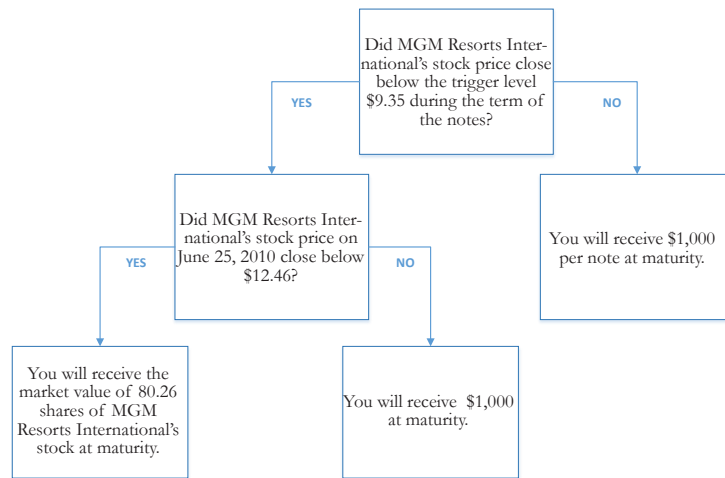 Did MGM Resorts Inter-
national's stock price close
below the trigger level
$9.35 during the term of
the notes?
YES
NO
Did MGM Resorts Inter-
national's stock price on
June 25, 2010 close below
$12.46?
You will receive $1,000
per note at maturity.
YES
NO
You will receive the
market value of 80.26
shares of MGM
Resorts International's
stock at maturity.
You will receive $1,000
at maturity.